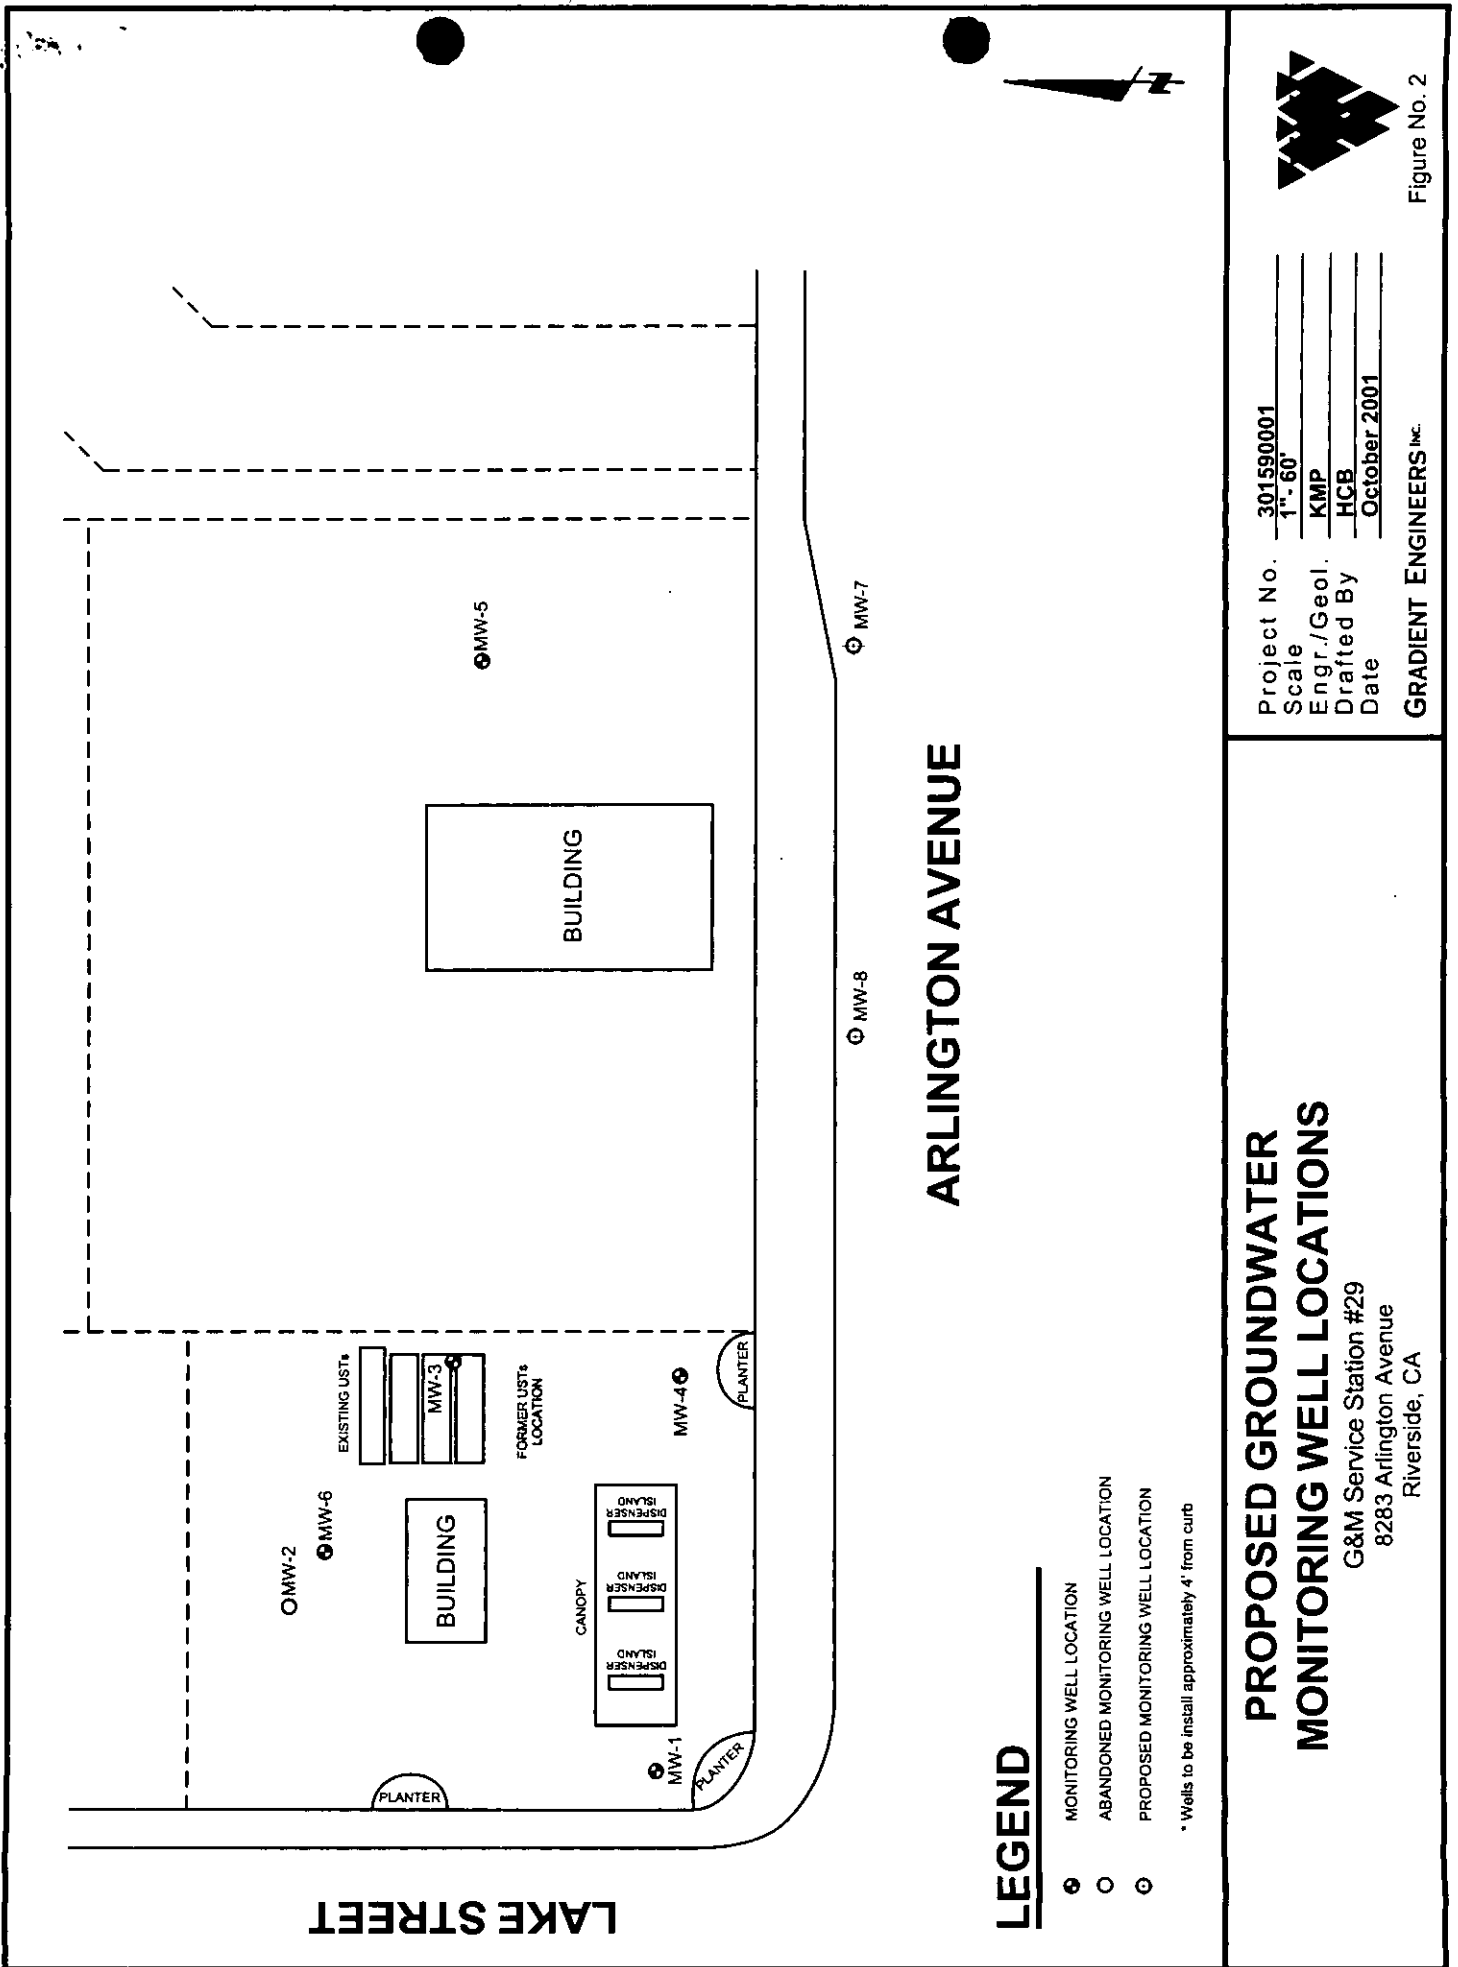 LAKE STREET
PLANTER
MW-2
MW-6
BUILDING
EXISTING USTs
MW-3
FORMER USTs
LOCATION
CANOPY
DISPENSER
ISLAND
DISPENSER
ISLAND
DISPENSER
ISLAND
MW-1
PLANTER
MW-4
PLANTER
BUILDING
MW-5
MW-8
MW-7
ARLINGTON AVENUE
N
LEGEND
MONITORING WELL LOCATION
ABANDONED MONITORING WELL LOCATION
PROPOSED MONITORING WELL LOCATION
* Wells to be install approximately 4' from curb
PROPOSED GROUNDWATER
MONITORING WELL LOCATIONS
G&M Service Station #29
8283 Arlington Avenue
Riverside, CA
Project No. 301590001
Scale 1"- 60'
Engr./Geol. KMP
Drafted By HCB
Date October 2001
GRADIENT ENGINEERS INC.
Figure No. 2